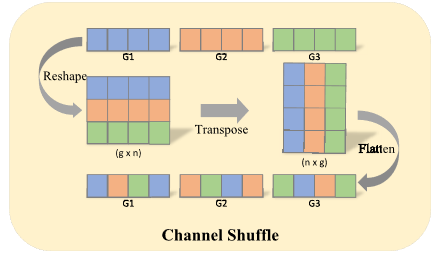 G1 G2 G3
Reshape
Transpose
Flatten
(g x n)
(n x g)
G1 G2 G3
Channel Shuffle